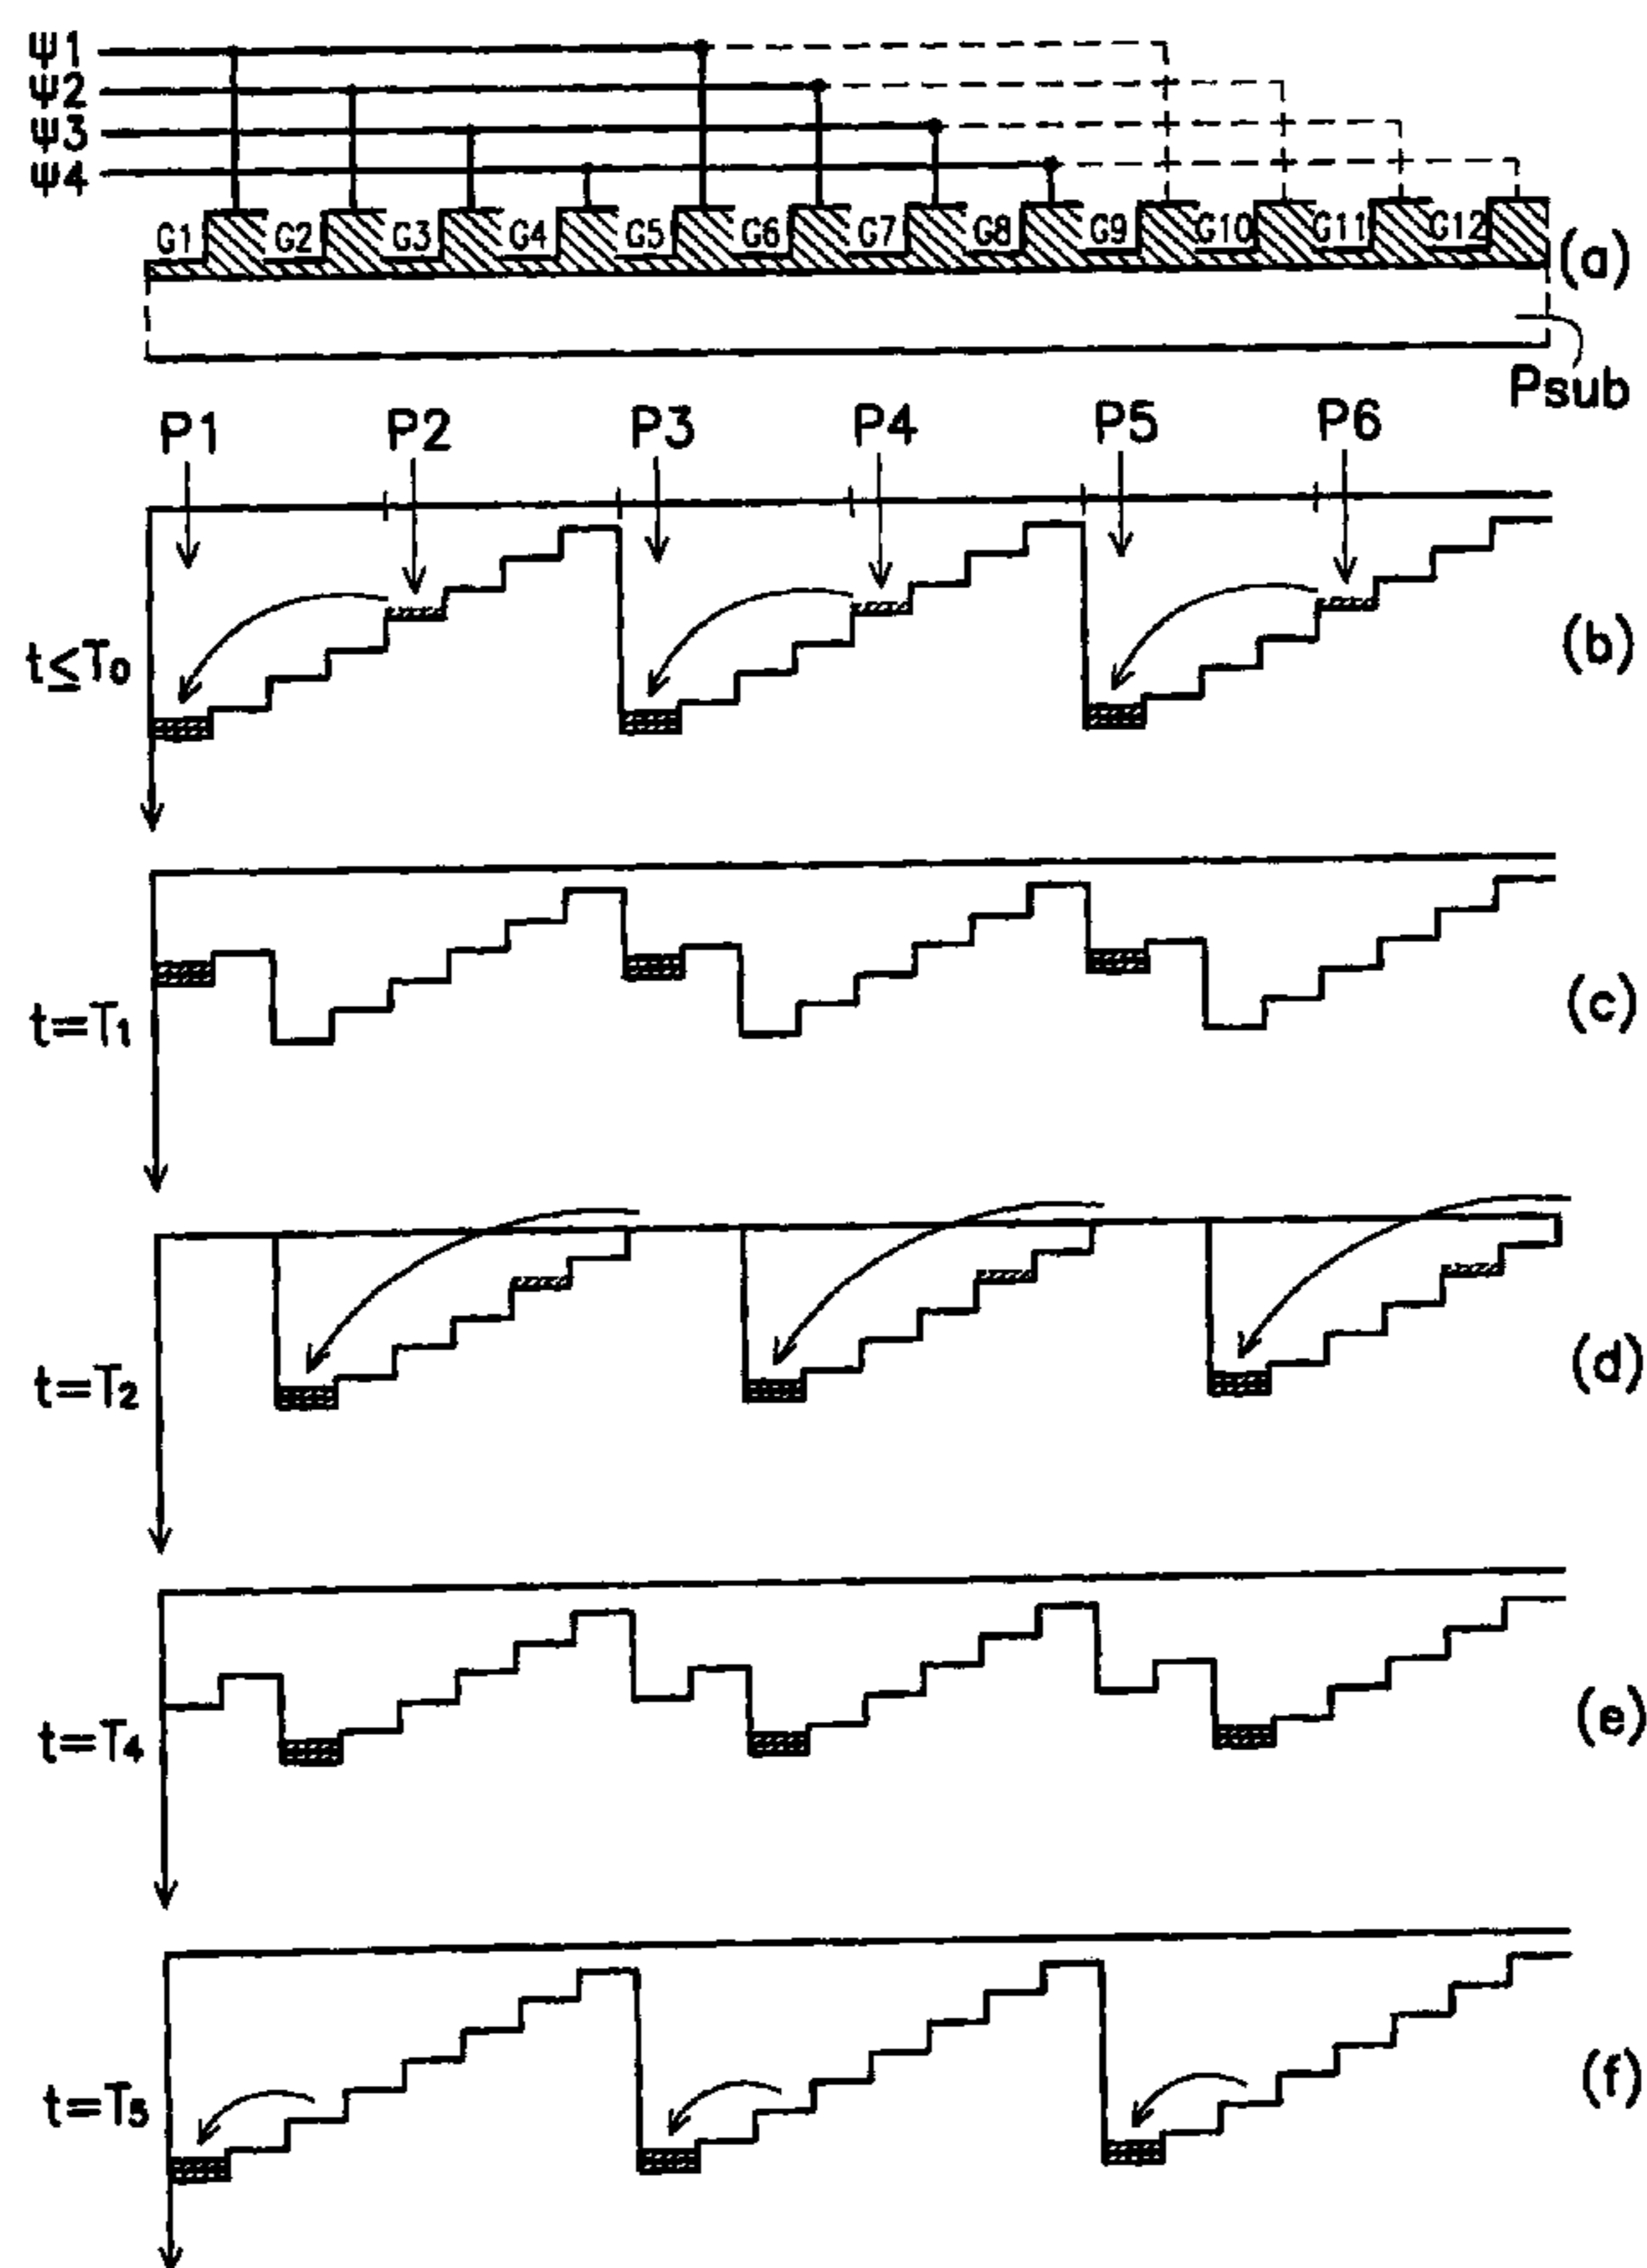 Ψ1
Ψ2
Ψ3
Ψ4
G1 G2 G3 G4 G5 G6 G7 G8 G9 G10 G11 G12
(a)
Psub
P1 P2 P3 P4 P5 P6
t≤T0
(b)
t=T1
(c)
t=T2
(d)
t=T4
(e)
t=T5
(f)